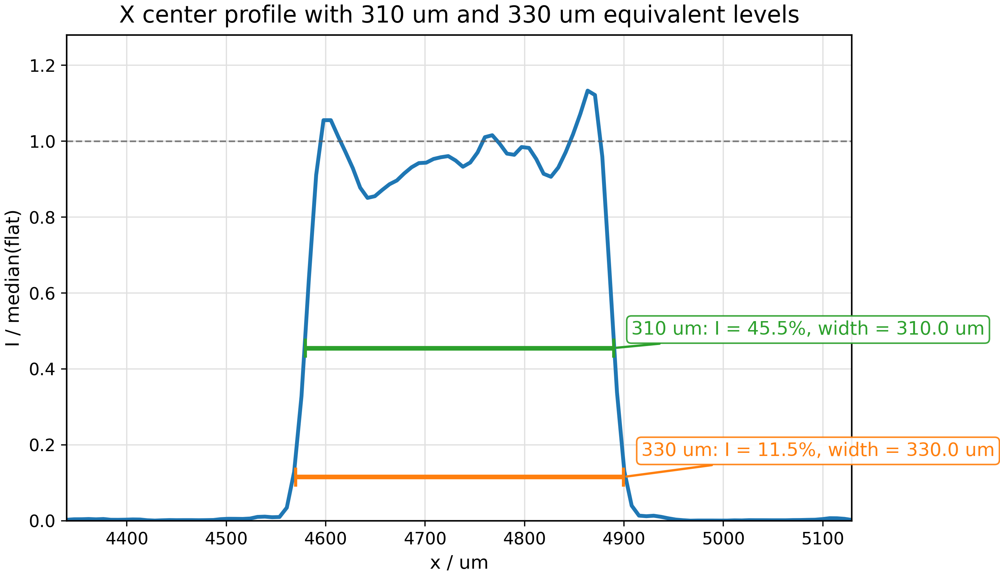 X center profile with 310 um and 330 um equivalent levels
I / median(flat)
1.2
1.0
0.8
0.6
0.4
0.2
0.0
310 um: I = 45.5%, width = 310.0 um
330 um: I = 11.5%, width = 330.0 um
4400 4500 4600 4700 4800 4900 5000 5100
x / um